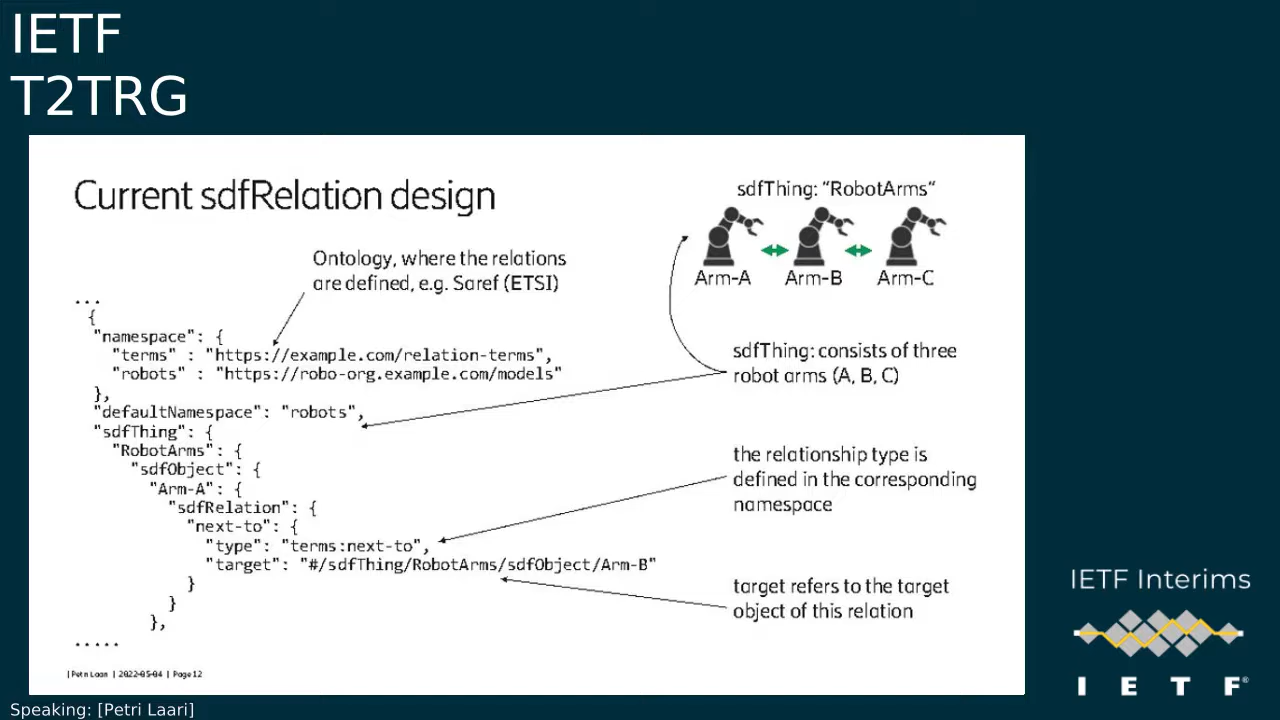 IETF
T2TRG
Current sdfRelation design
sdfThing: “RobotArms“
Arm-A
Arm-B
Arm-C
Ontology, where the relations
are defined, e.g. Saref (ETSI)
...
{
"namespace": {
"terms" : "https://example.com/relation-terms",
"robots" : "https://robo-org.example.com/models"
},
"defaultNamespace": "robots",
"sdfThing": {
"RobotArms": {
"sdfObject": {
"Arm-A": {
"sdfRelation": {
"next-to": {
"type": "terms:next-to",
"target": "#/sdfThing/RobotArms/sdfObject/Arm-B"
}
}
},
.....
sdfThing: consists of three
robot arms (A, B, C)
the relationship type is
defined in the corresponding
namespace
target refers to the target
object of this relation
| Petri Laari | 2022-05-04 | Page 12
IETF Interims
I E T F®
Speaking: [Petri Laari]